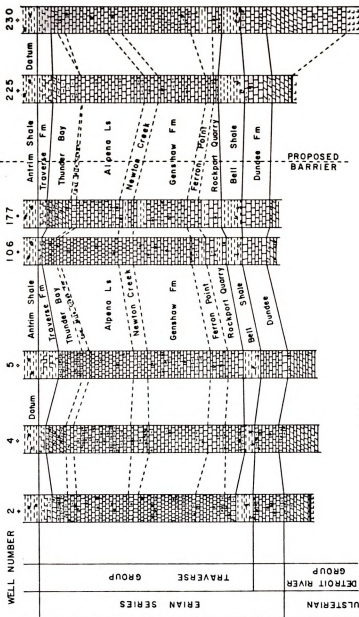 WELL NUMBER 2 4 5 106 177 225 230
Datum
Datum
Antrim Shale
Traverse Fm
Thunder Bay
Alpena Ls
Newton Creek
Genshaw Fm
Ferron Point
Rockport Quarry
Bell Shale
Dundee
Antrim Shale
Traverse Fm
Thunder Bay
Alpena Ls
Newton Creek
Genshaw Fm
Ferron Point
Rockport Quarry
Bell Shale
Dundee Fm
PROPOSED
BARRIER
ERIAN SERIES
TRAVERSE
GROUP
ULSTERIAN
DETROIT RIVER
GROUP